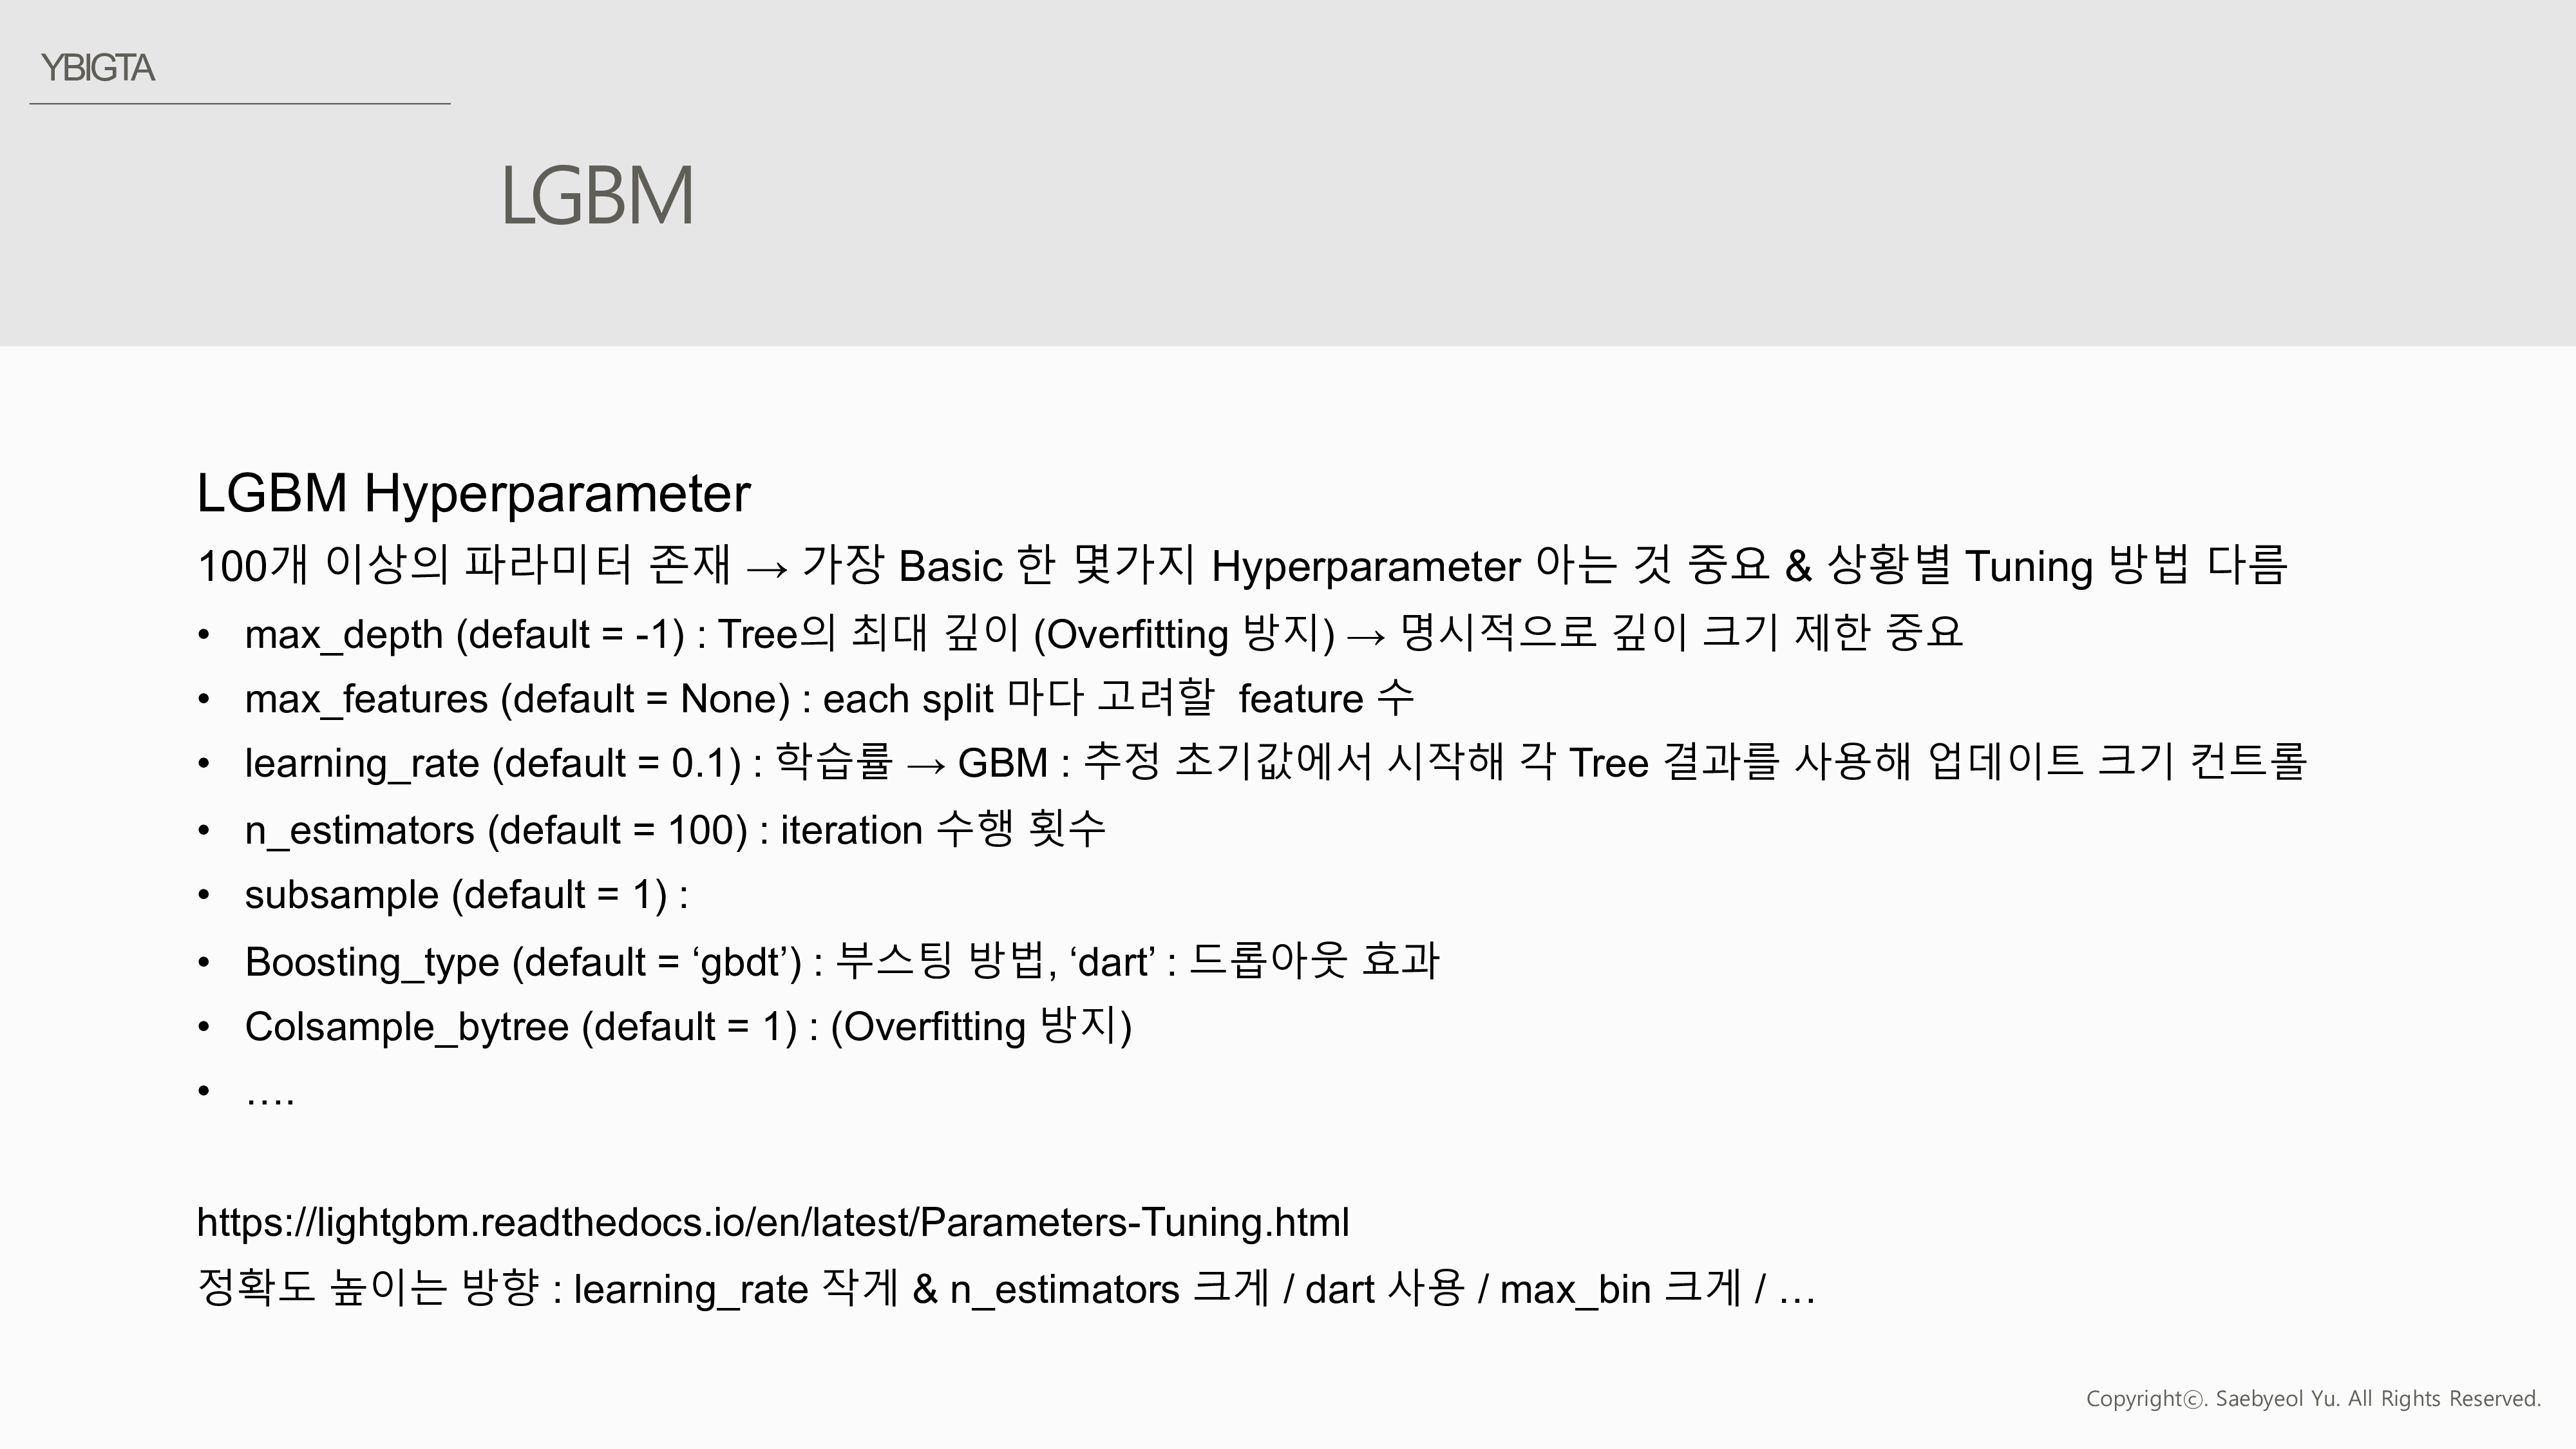 YBIGTA
LGBM
LGBM Hyperparameter
100개 이상의 파라미터 존재 → 가장 Basic 한 몇가지 Hyperparameter 아는 것 중요 & 상황별 Tuning 방법 다름
• max_depth (default = -1) : Tree의 최대 깊이 (Overfitting 방지) → 명시적으로 깊이 크기 제한 중요
• max_features (default = None) : each split 마다 고려할 feature 수
• learning_rate (default = 0.1) : 학습률 → GBM : 추정 초기값에서 시작해 각 Tree 결과를 사용해 업데이트 크기 컨트롤
• n_estimators (default = 100) : iteration 수행 횟수
• subsample (default = 1) :
• Boosting_type (default = ‘gbdt’) : 부스팅 방법, ‘dart’ : 드롭아웃 효과
• Colsample_bytree (default = 1) : (Overfitting 방지)
• ….
https://lightgbm.readthedocs.io/en/latest/Parameters-Tuning.html
정확도 높이는 방향 : learning_rate 작게 & n_estimators 크게 / dart 사용 / max_bin 크게 / …
Copyrightⓒ. Saebyeol Yu. All Rights Reserved.